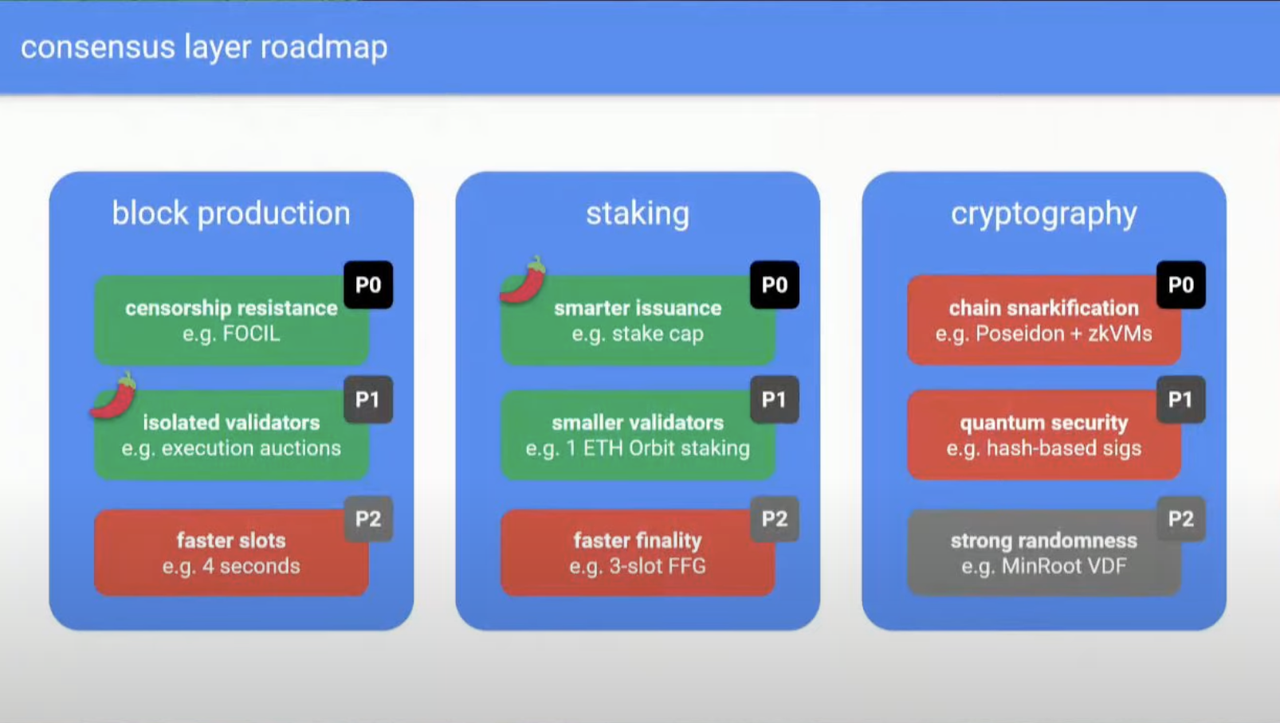 consensus layer roadmap
block production
P0
censorship resistance
e.g. FOCIL
P1
isolated validators
e.g. execution auctions
P2
faster slots
e.g. 4 seconds
staking
P0
smarter issuance
e.g. stake cap
P1
smaller validators
e.g. 1 ETH Orbit staking
P2
faster finality
e.g. 3-slot FFG
cryptography
P0
chain snarkification
e.g. Poseidon + zkVMs
P1
quantum security
e.g. hash-based sigs
P2
strong randomness
e.g. MinRoot VDF